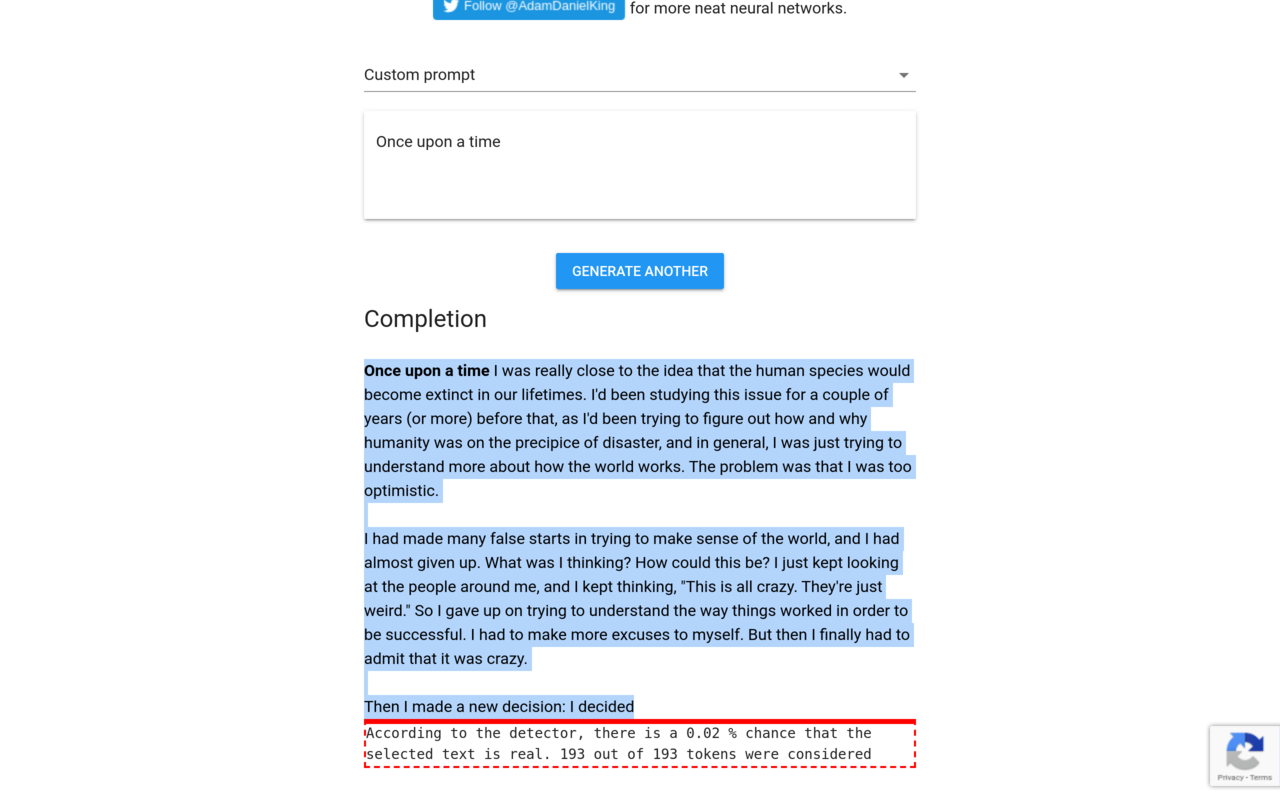 Follow @AdamDanielKing for more neat neural networks.
Custom prompt
Once upon a time
GENERATE ANOTHER
Completion
Once upon a time I was really close to the idea that the human species would
become extinct in our lifetimes. I'd been studying this issue for a couple of
years (or more) before that, as I'd been trying to figure out how and why
humanity was on the precipice of disaster, and in general, I was just trying to
understand more about how the world works. The problem was that I was too
optimistic.
I had made many false starts in trying to make sense of the world, and I had
almost given up. What was I thinking? How could this be? I just kept looking
at the people around me, and I kept thinking, "This is all crazy. They're just
weird." So I gave up on trying to understand the way things worked in order to
be successful. I had to make more excuses to myself. But then I finally had to
admit that it was crazy.
Then I made a new decision: I decided
According to the detector, there is a 0.02 % chance that the
selected text is real. 193 out of 193 tokens were considered
Privacy - Terms